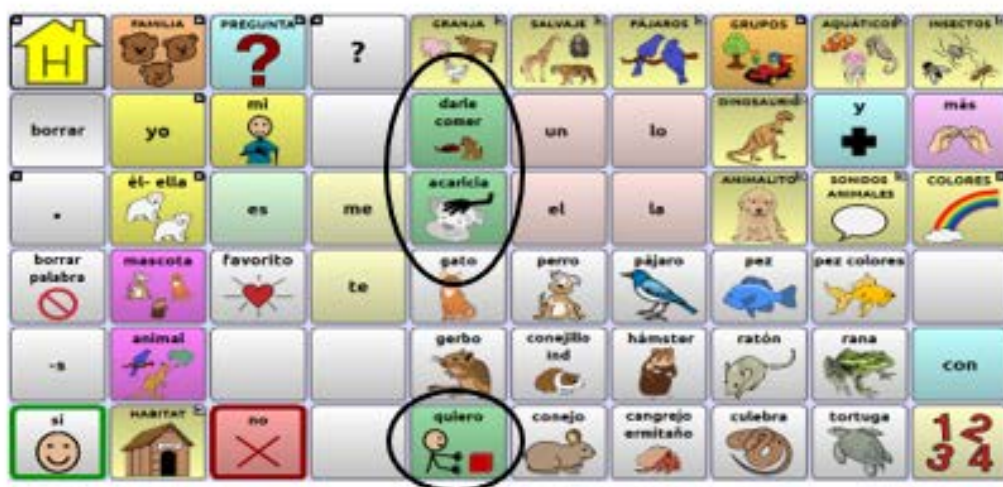 H FAMILIA PREGUNTA ? GRANJA SALVAJE PÁJAROS GRUPOS AQUÁTICOS INSECTOS
borrar yo mi darle comer un lo DINOSAURIO y más
. él- ella es me acaricia el la ANIMALITO SONIDOS ANIMALES COLORES
borrar palabra mascota favorito te gato perro pájaro pez pez colores
-s animal gerbo conejillo ind hámster ratón rana con
si HABITAT no quiero conejo cangrejo ermitaño culebra tortuga 1 2 3 4